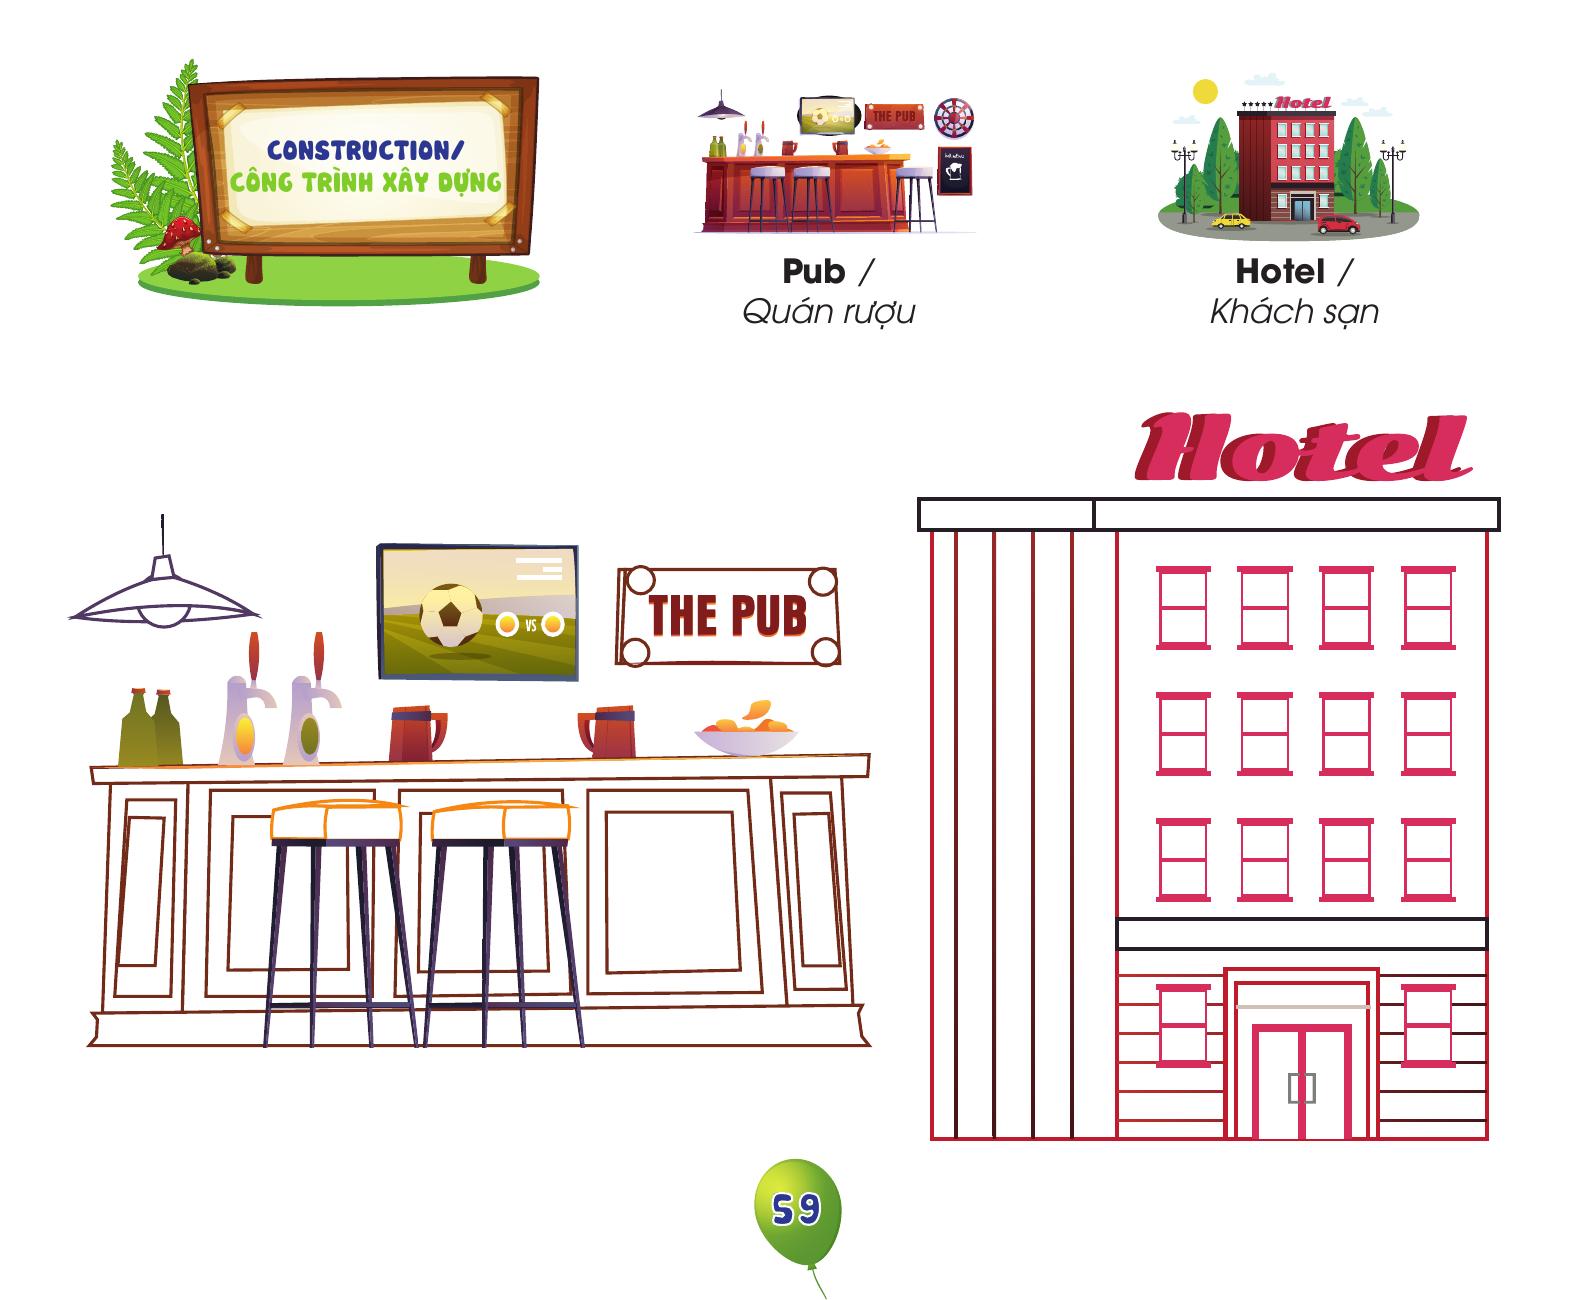 CONSTRUCTION/
CÔNG TRÌNH XÂY DỰNG
THE PUB
Pub /
Quán rượu
Hotel
Hotel /
Khách sạn
Hotel
VS
THE PUB
59